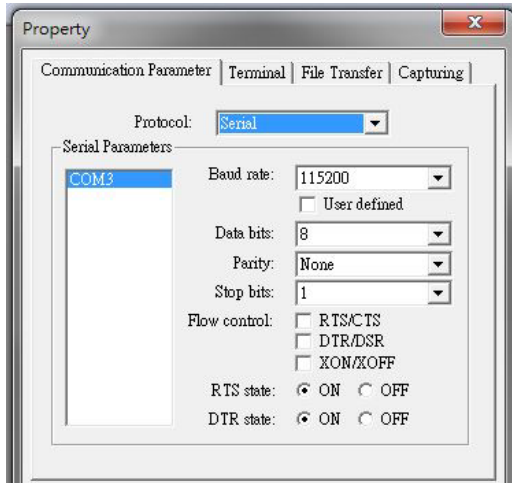 Property
Communication Parameter Terminal File Transfer Capturing
Protocol: Serial
Serial Parameters
COM3
Baud rate: 115200
User defined
Data bits: 8
Parity: None
Stop bits: 1
Flow control: RTS/CTS
DTR/DSR
XON/XOFF
RTS state: ON OFF
DTR state: ON OFF